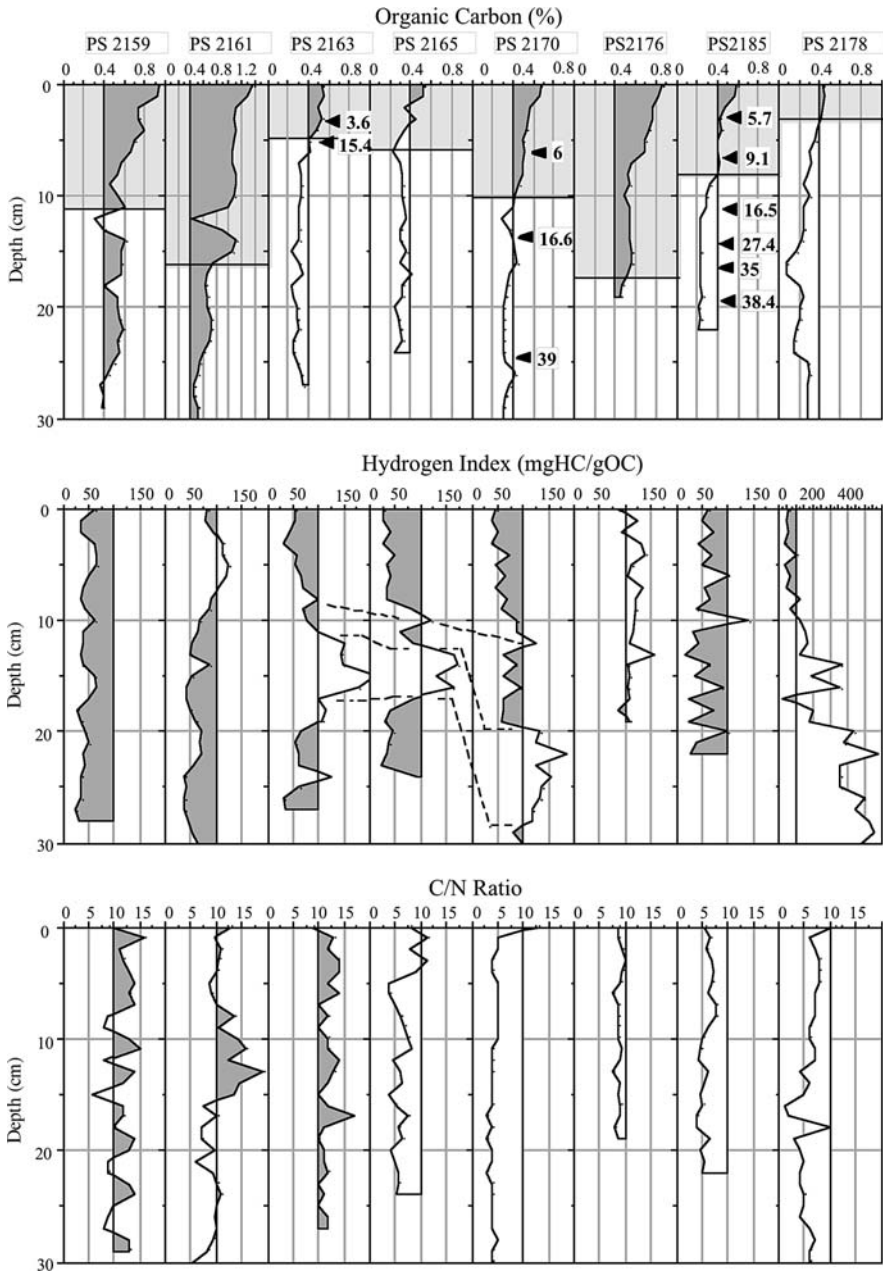 Organic Carbon (%)
PS 2159 PS 2161 PS 2163 PS 2165 PS 2170 PS2176 PS2185 PS 2178
0 0.4 0.8 0 0.4 0.8 1.2 0 0.4 0.8 0 0.4 0.8 0 0.4 0.8 0 0.4 0.8 0 0.4 0.8 0 0.4 0.8
0
3.6
5.7
15.4
6
9.1
10
16.5
16.6
27.4
35
38.4
20
39
30
Depth (cm)
Hydrogen Index (mgHC/gOC)
0 50 150 0 50 150 0 50 150 0 50 150 0 50 150 0 50 150 0 50 150 0 200 400
0
10
20
30
Depth (cm)
C/N Ratio
0 5 10 15 0 5 10 15 0 5 10 15 0 5 10 15 0 5 10 15 0 5 10 15 0 5 10 15 0 5 10 15
0
10
20
30
Depth (cm)